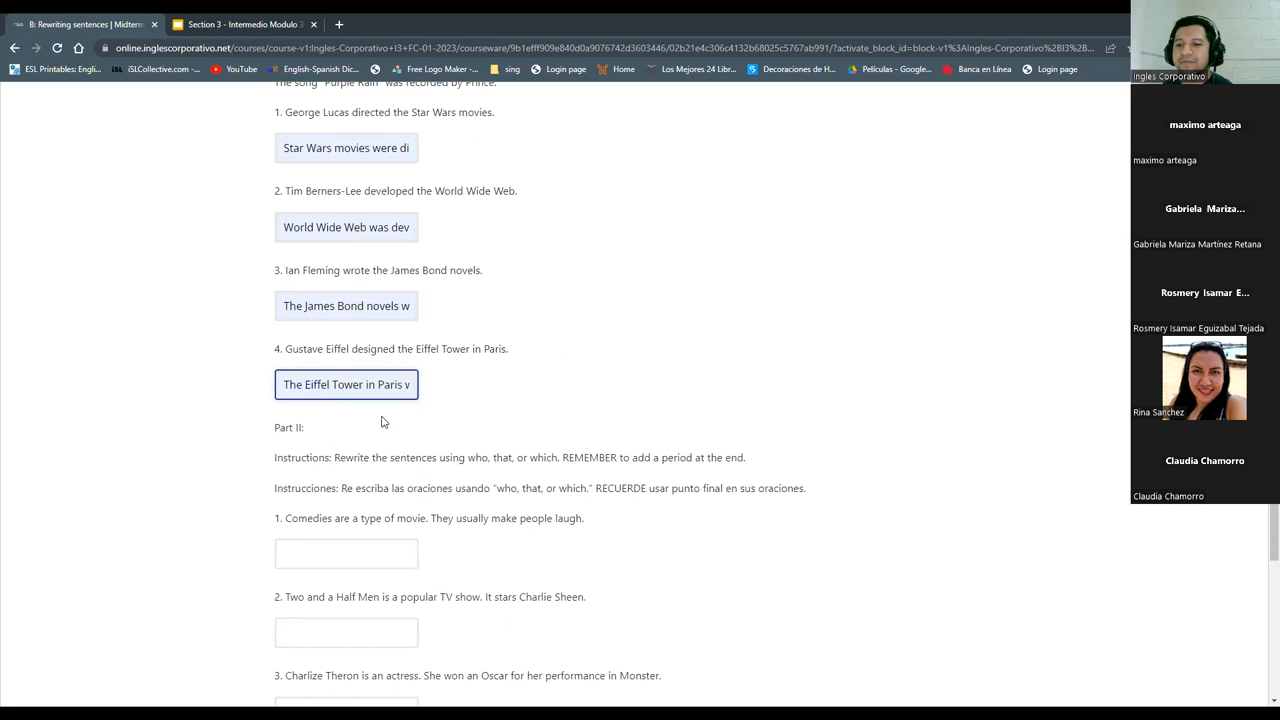 B: Rewriting sentences | Midterm
Section 3 - Intermedio Modulo 3
online.inglescorporativo.net/courses/course-v1:Ingles-Corporativo+I3+FC-01-2023/courseware/9b1efff909e840d0a9076742d3603446/02b21e4c306c4132b68025c5767ab991/?activate_block_id=block-v1%3AIngles-Corporativo%2BI3%2B...
ESL Printables: Engli...
iSLCollective.com -...
YouTube
English-Spanish Dic...
Free Logo Maker -...
sing
Login page
Home
Los Mejores 24 Libr...
Decoraciones de H...
Películas - Google...
Banca en Línea
Login page
The song "Purple Rain" was recorded by Prince.
1. George Lucas directed the Star Wars movies.
Star Wars movies were di
2. Tim Berners-Lee developed the World Wide Web.
World Wide Web was dev
3. Ian Fleming wrote the James Bond novels.
The James Bond novels w
4. Gustave Eiffel designed the Eiffel Tower in Paris.
The Eiffel Tower in Paris w
Part II:
Instructions: Rewrite the sentences using who, that, or which. REMEMBER to add a period at the end.
Instrucciones: Re escriba las oraciones usando "who, that, or which." RECUERDE usar punto final en sus oraciones.
1. Comedies are a type of movie. They usually make people laugh.
2. Two and a Half Men is a popular TV show. It stars Charlie Sheen.
3. Charlize Theron is an actress. She won an Oscar for her performance in Monster.
Ingles Corporativo
maximo arteaga
maximo arteaga
Gabriela Mariza...
Gabriela Mariza Martínez Retana
Rosmery Isamar E...
Rosmery Isamar Eguizabal Tejada
Rina Sanchez
Claudia Chamorro
Claudia Chamorro